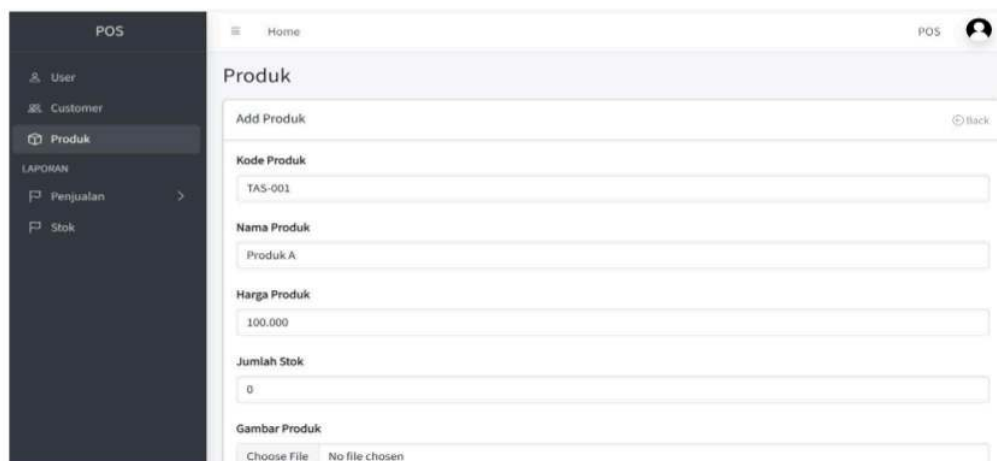 POS
Home
POS
User
Customer
Produk
LAPORAN
Penjualan
Stok
Produk
Add Produk
Back
Kode Produk
TAS-001
Nama Produk
Produk A
Harga Produk
100.000
Jumlah Stok
0
Gambar Produk
Choose File No file chosen